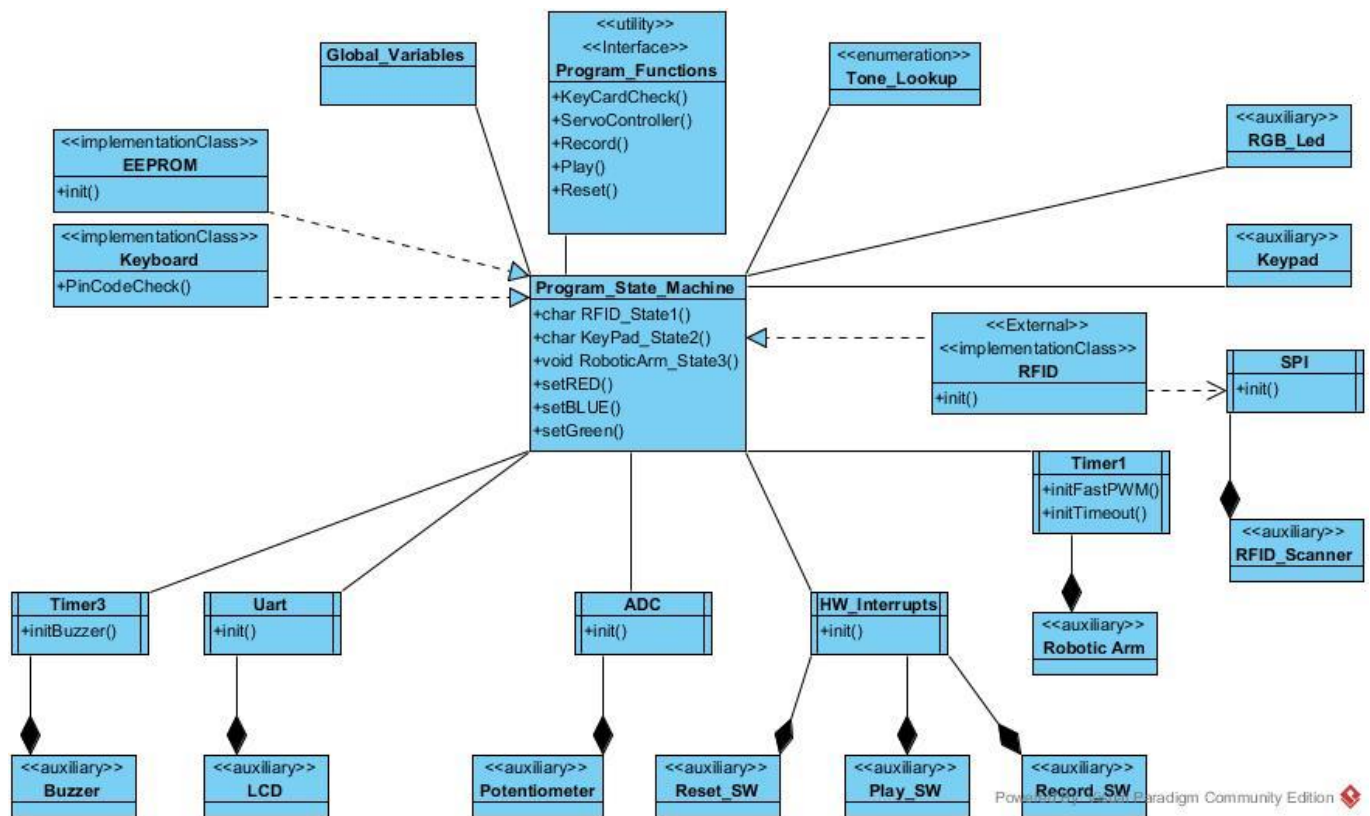 <<utility>>
<<Interface>>
Program_Functions
+KeyCardCheck()
+ServoController()
+Record()
+Play()
+Reset()
Global_Variables
<<enumeration>>
Tone_Lookup
<<auxiliary>>
RGB_Led
<<implementationClass>>
EEPROM
+init()
<<implementationClass>>
Keyboard
+PinCodeCheck()
<<auxiliary>>
Keypad
Program_State_Machine
+char RFID_State1()
+char KeyPad_State2()
+void RoboticArm_State3()
+setRED()
+setBLUE()
+setGreen()
<<External>>
<<implementationClass>>
RFID
+init()
SPI
+init()
Timer1
+initFastPWM()
+initTimeout()
<<auxiliary>>
RFID_Scanner
Timer3
+initBuzzer()
Uart
+init()
ADC
+init()
HW_Interrupts
+init()
<<auxiliary>>
Robotic Arm
<<auxiliary>>
Buzzer
<<auxiliary>>
LCD
<<auxiliary>>
Potentiometer
<<auxiliary>>
Reset_SW
<<auxiliary>>
Play_SW
<<auxiliary>>
Record_SW
Paradigm Community Edition